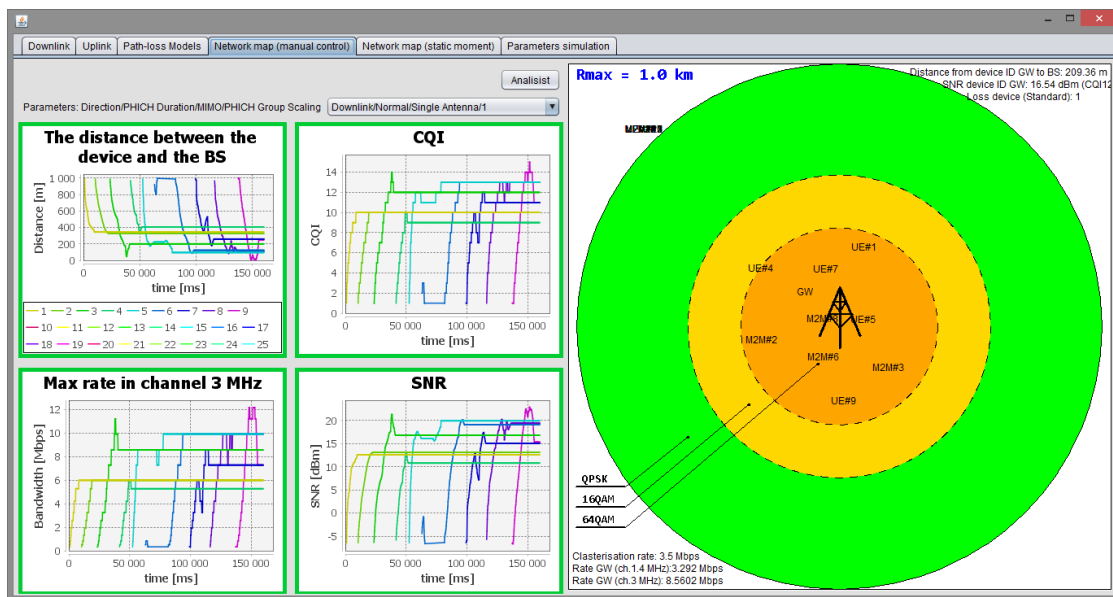 Downlink Uplink Path-loss Models Network map (manual control) Network map (static moment) Parameters simulation
Analisist
Parameters: Direction/PHICH Duration/MIMO/PHICH Group Scaling Downlink/Normal/Single Antenna/1
The distance between the
device and the BS
Distance [m]
1 000
800
600
400
200
0
0 50 000 100 000 150 000
time [ms]
1 2 3 4 5 6 7 8 9
10 11 12 13 14 15 16 17
18 19 20 21 22 23 24 25
CQI
CQI
14
12
10
8
6
4
2
0
0 50 000 100 000 150 000
time [ms]
Max rate in channel 3 MHz
Bandwidth [Mbps]
12
10
8
6
4
2
0
0 50 000 100 000 150 000
time [ms]
SNR
SNR [dBm]
20
15
10
5
0
-5
0 50 000 100 000 150 000
time [ms]
Rmax = 1.0 km
Distance from device ID GW to BS: 209.36 m
SNR device ID GW: 16.54 dBm (CQI12
Loss device (Standard): 1
UE#1
UE#4
UE#7
GW
UE#5
M2M#2
M2M#6
M2M#3
UE#9
QPSK
16QAM
64QAM
Clasterisation rate: 3.5 Mbps
Rate GW (ch.1.4 MHz):3.292 Mbps
Rate GW (ch.3 MHz): 8.5602 Mbps